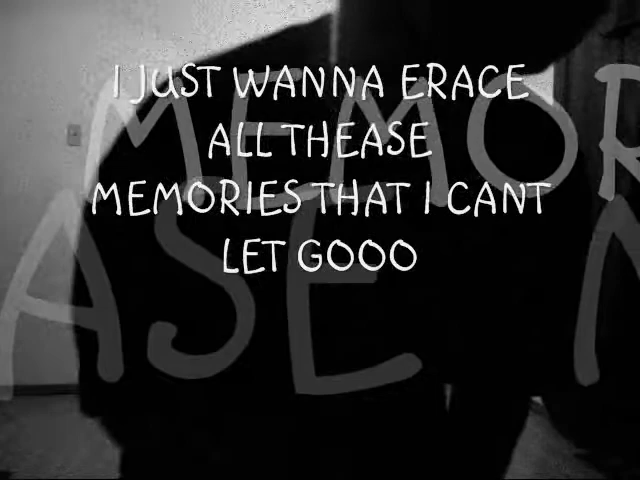 I JUST WANNA ERACE
ALL THEASE
MEMORIES THAT I CANT
LET GOOO
MEMOR
ASE M